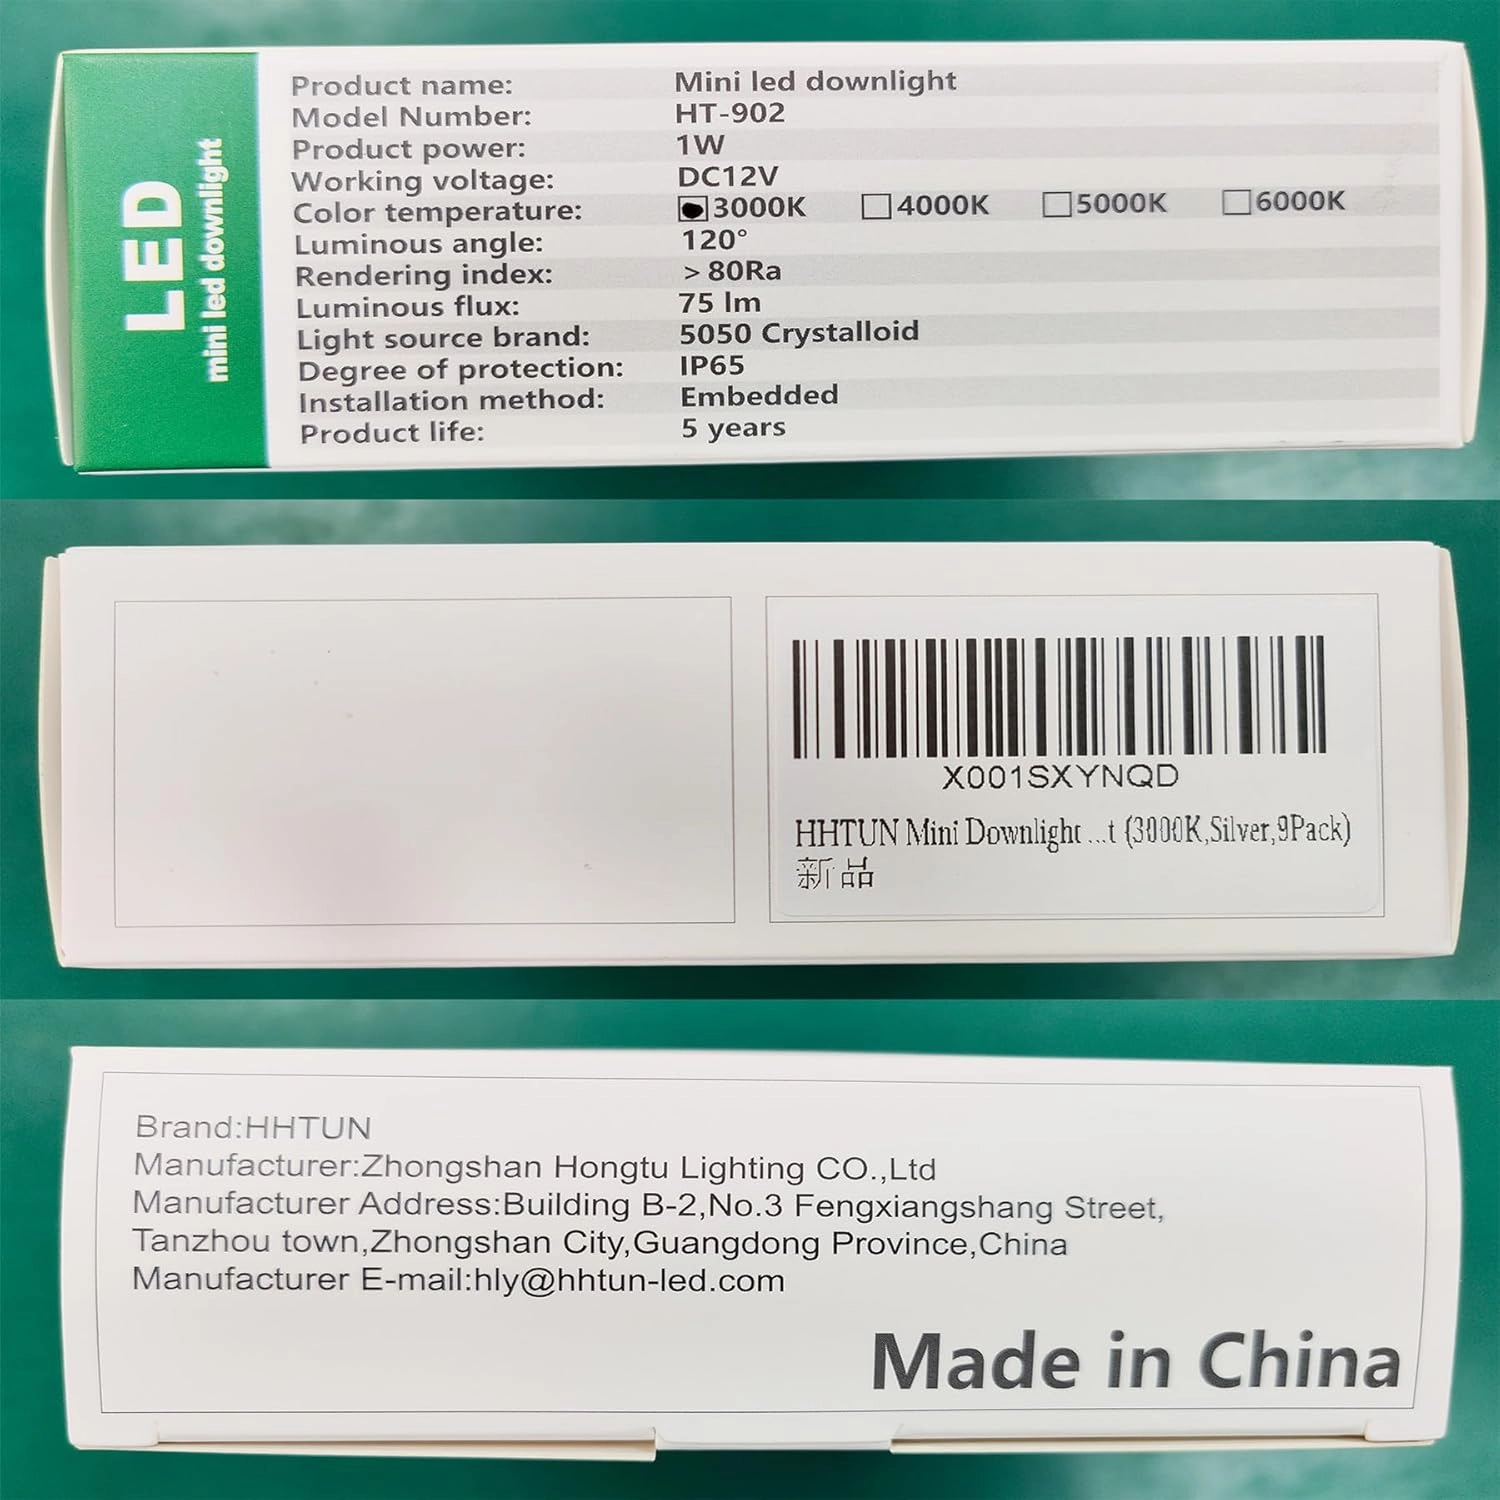 LED
mini led downlight
Product name: Mini led downlight
Model Number: HT-902
Product power: 1W
Working voltage: DC12V
Color temperature: 3000K 4000K 5000K 6000K
Luminous angle: 120°
Rendering index: >80Ra
Luminous flux: 75 lm
Light source brand: 5050 Crystalloid
Degree of protection: IP65
Installation method: Embedded
Product life: 5 years
X001SXYNQD
HHTUN Mini Downlight ...t (3000K,Silver,9Pack)
新品
Brand:HHTUN
Manufacturer:Zhongshan Hongtu Lighting CO.,Ltd
Manufacturer Address:Building B-2,No.3 Fengxiangshang Street,
Tanzhou town,Zhongshan City,Guangdong Province,China
Manufacturer E-mail:hly@hhtun-led.com
Made in China